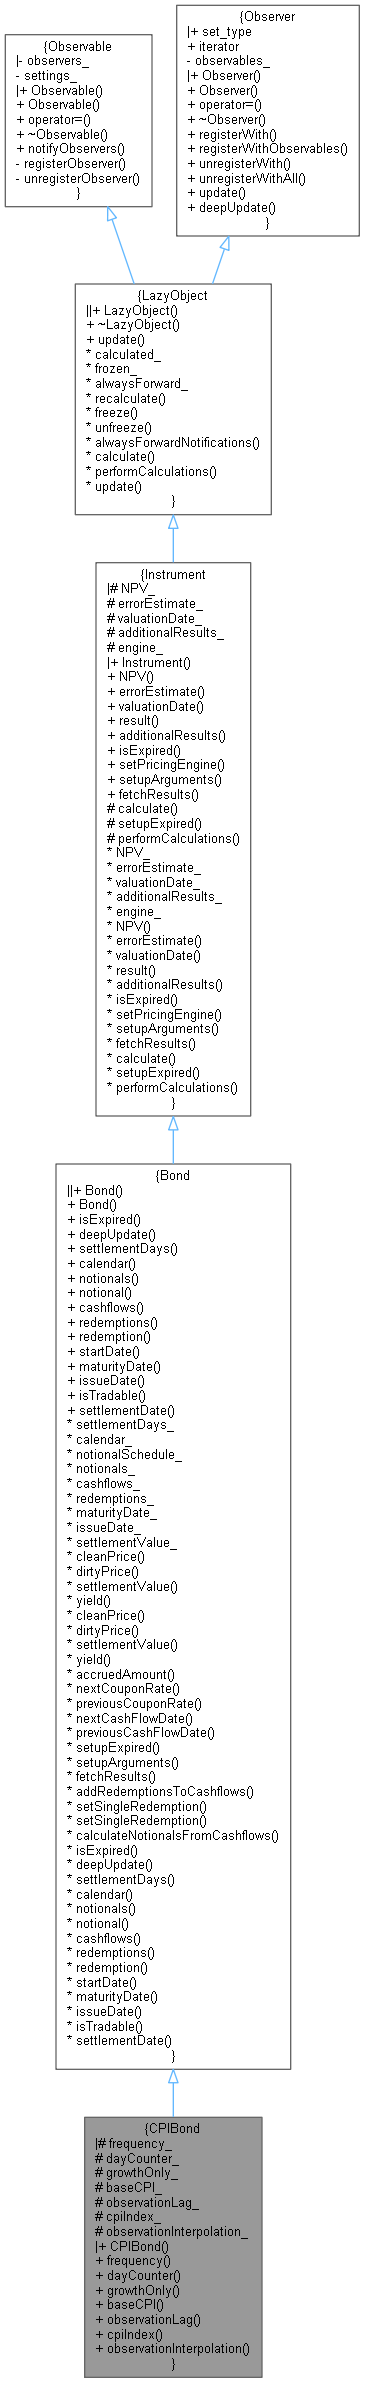 {Observable
|- observers_
- settings_
|+ Observable()
+ Observable()
+ operator=()
+ ~Observable()
+ notifyObservers()
- registerObserver()
- unregisterObserver()
}
{Observer
|+ set_type
+ iterator
- observables_
|+ Observer()
+ Observer()
+ operator=()
+ ~Observer()
+ registerWith()
+ registerWithObservables()
+ unregisterWith()
+ unregisterWithAll()
+ update()
+ deepUpdate()
}
{LazyObject
||+ LazyObject()
+ ~LazyObject()
+ update()
* calculated_
* frozen_
* alwaysForward_
* recalculate()
* freeze()
* unfreeze()
* alwaysForwardNotifications()
* calculate()
* performCalculations()
* update()
}
{Instrument
|# NPV_
# errorEstimate_
# valuationDate_
# additionalResults_
# engine_
|+ Instrument()
+ NPV()
+ errorEstimate()
+ valuationDate()
+ result()
+ additionalResults()
+ isExpired()
+ setPricingEngine()
+ setupArguments()
+ fetchResults()
# calculate()
# setupExpired()
# performCalculations()
* NPV_
* errorEstimate_
* valuationDate_
* additionalResults_
* engine_
* NPV()
* errorEstimate()
* valuationDate()
* result()
* additionalResults()
* isExpired()
* setPricingEngine()
* setupArguments()
* fetchResults()
* calculate()
* setupExpired()
* performCalculations()
}
{Bond
||+ Bond()
+ Bond()
+ isExpired()
+ deepUpdate()
+ settlementDays()
+ calendar()
+ notionals()
+ notional()
+ cashflows()
+ redemptions()
+ redemption()
+ startDate()
+ maturityDate()
+ issueDate()
+ isTradable()
+ settlementDate()
* settlementDays_
* calendar_
* notionalSchedule_
* notionals_
* cashflows_
* redemptions_
* maturityDate_
* issueDate_
* settlementValue_
* cleanPrice()
* dirtyPrice()
* settlementValue()
* yield()
* cleanPrice()
* dirtyPrice()
* settlementValue()
* yield()
* accruedAmount()
* nextCouponRate()
* previousCouponRate()
* nextCashFlowDate()
* previousCashFlowDate()
* setupExpired()
* setupArguments()
* fetchResults()
* addRedemptionsToCashflows()
* setSingleRedemption()
* setSingleRedemption()
* calculateNotionalsFromCashflows()
* isExpired()
* deepUpdate()
* settlementDays()
* calendar()
* notionals()
* notional()
* cashflows()
* redemptions()
* redemption()
* startDate()
* maturityDate()
* issueDate()
* isTradable()
* settlementDate()
}
{CPIBond
|# frequency_
# dayCounter_
# growthOnly_
# baseCPI_
# observationLag_
# cpiIndex_
# observationInterpolation_
|+ CPIBond()
+ frequency()
+ dayCounter()
+ growthOnly()
+ baseCPI()
+ observationLag()
+ cpiIndex()
+ observationInterpolation()
}